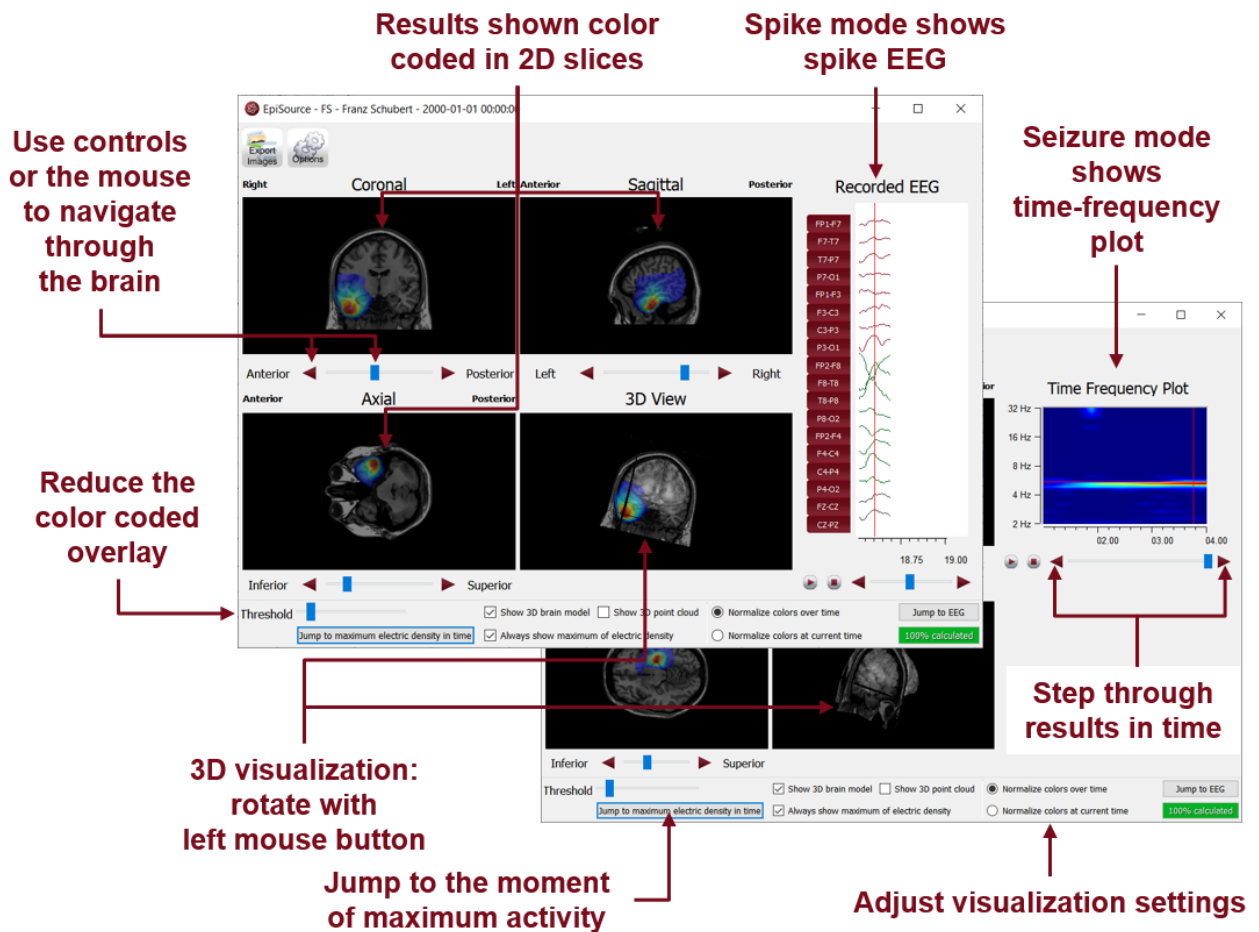 Results shown color
coded in 2D slices
Spike mode shows
spike EEG
Use controls
or the mouse
to navigate
through
the brain
Seizure mode
shows
time-frequency
plot
EpiSource - FS - Franz Schubert - 2000-01-01 00:00:00
Export
Images
Options
Right
Coronal
Left
Anterior
Sagittal
Posterior
Recorded EEG
FP1-F7
F7-T7
T7-P7
P7-O1
FP1-F3
F3-C3
C3-P3
P3-O1
FP2-F8
F8-T8
T8-P8
P8-O2
FP2-F4
F4-C4
C4-P4
P4-O2
FZ-CZ
CZ-PZ
18.75 19.00
Anterior
Posterior
Left
Right
Anterior
Axial
Posterior
3D View
Inferior
Superior
Threshold
Jump to maximum electric density in time
Show 3D brain model
Show 3D point cloud
Always show maximum of electric density
Normalize colors over time
Normalize colors at current time
Jump to EEG
100% calculated
Reduce the
color coded
overlay
rior
Time Frequency Plot
32 Hz
16 Hz
8 Hz
4 Hz
2 Hz
02.00 03.00 04.00
Step through
results in time
Inferior
Superior
Threshold
Jump to maximum electric density in time
Show 3D brain model
Show 3D point cloud
Always show maximum of electric density
Normalize colors over time
Normalize colors at current time
Jump to EEG
100% calculated
3D visualization:
rotate with
left mouse button
Jump to the moment
of maximum activity
Adjust visualization settings